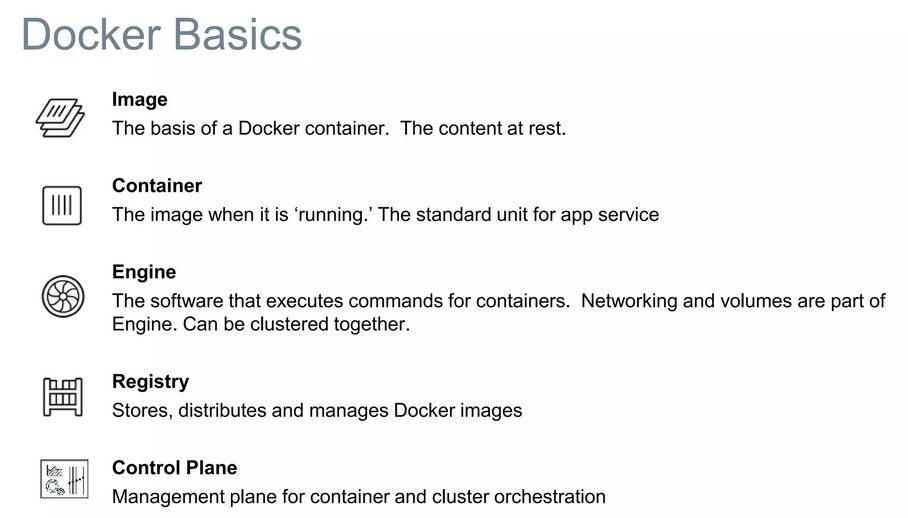 Docker Basics
Image
The basis of a Docker container.  The content at rest.
Container
The image when it is ‘running.’ The standard unit for app service
Engine
The software that executes commands for containers.  Networking and volumes are part of
Engine. Can be clustered together.
Registry
Stores, distributes and manages Docker images
Control Plane
Management plane for container and cluster orchestration